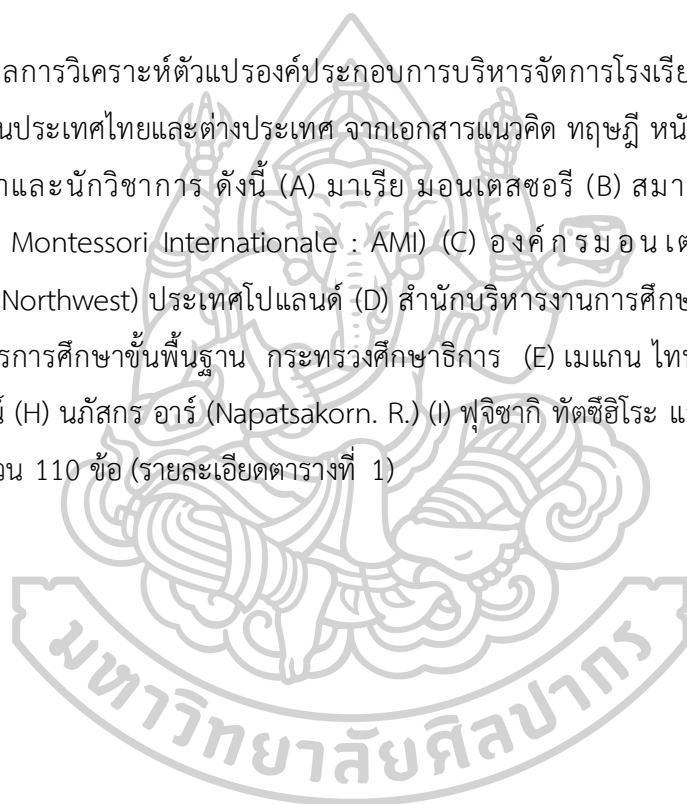 ลการวิเคราะห์ตัวแปรองค์ประกอบการบริหารจัดการโรงเรีย
นประเทศไทยและต่างประเทศ จากเอกสารแนวคิด ทฤษฎี หนั
าและนักวิชาการ ดังนี้ (A) มาเรีย มอนเตสซอรี (B) สมา
Montessori Internationale : AMI) (C) องค์กรมอนเต
Northwest) ประเทศโปแลนด์ (D) สำนักบริหารงานการศึกษ
รการศึกษาขั้นพื้นฐาน กระทรวงศึกษาธิการ (E) เมแกน ไท
(H) นภัสกร อาร์ (Napatsakorn. R.) (I) ฟุจิซากิ ทัตซึฮิโระ แ
วน 110 ข้อ (รายละเอียดตารางที่ 1)
มหาวิทยาลัยศิลปากร